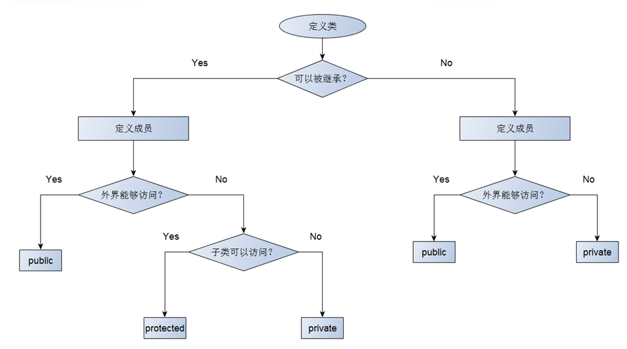 定义类
Yes
可以被继承？
No
定义成员
定义成员
Yes
外界能够访问？
No
Yes
外界能够访问？
No
public
Yes
子类可以访问？
No
public
private
protected
private